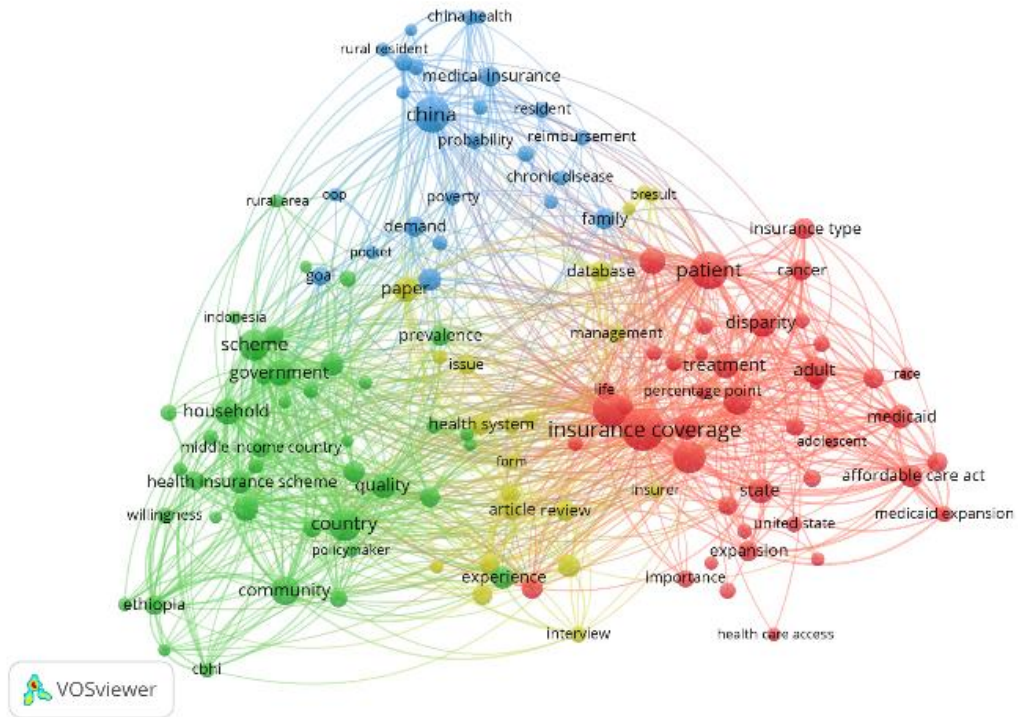 china health
rural resident
medical insurance
china
resident
probability
reimbursement
chronic disease
rural area
oop
poverty
bresult
demand
family
insurance type
pocket
goa
database
patient
cancer
paper
indonesia
scheme
prevalence
management
disparity
government
issue
treatment
adult
race
life
percentage point
household
health system
insurance coverage
medicaid
middle income country
adolescent
form
health insurance scheme
quality
insurer
state
affordable care act
willingness
article
review
country
united state
medicaid expansion
policymaker
expansion
community
experience
importance
ethiopia
interview
health care access
cbhi
VOSviewer